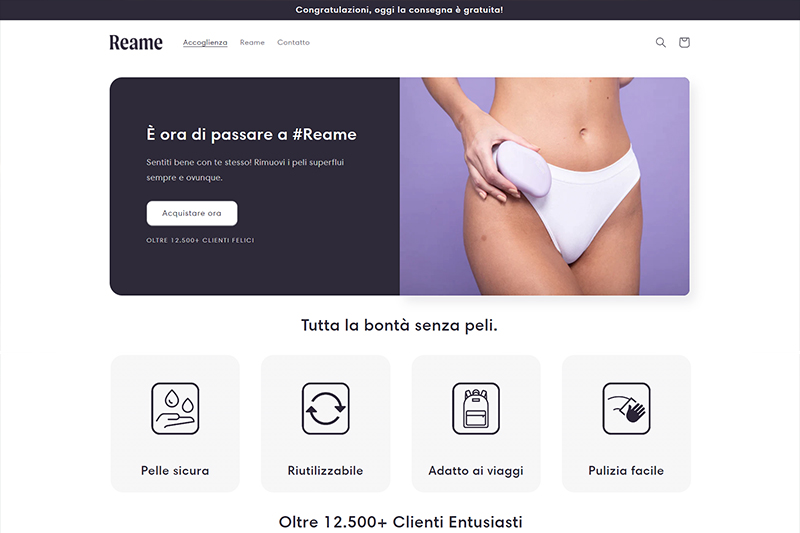 Congratulazioni, oggi la consegna è gratuita!
Reame
Accoglienza
Reame
Contatto
È ora di passare a #Reame
Sentiti bene con te stesso! Rimuovi i peli superflui
sempre e ovunque.
Acquistare ora
OLTRE 12.500+ CLIENTI FELICI
Tutta la bontà senza peli.
Pelle sicura
Riutilizzabile
Adatto ai viaggi
Pulizia facile
Oltre 12.500+ Clienti Entusiasti